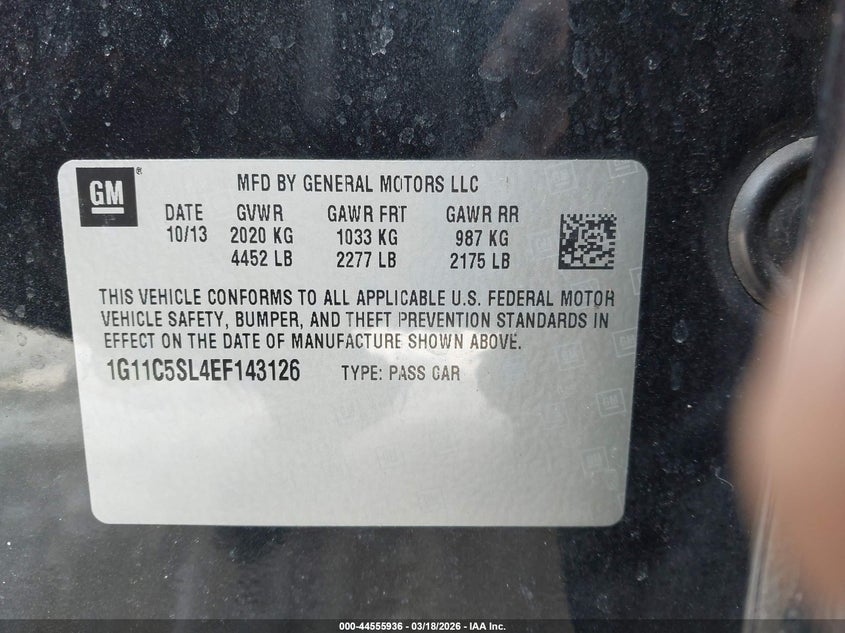 GM®
MFD BY GENERAL MOTORS LLC
DATE GVWR GAWR FRT GAWR RR
10/13 2020 KG 1033 KG 987 KG
4452 LB 2277 LB 2175 LB
THIS VEHICLE CONFORMS TO ALL APPLICABLE U.S. FEDERAL MOTOR
VEHICLE SAFETY, BUMPER, AND THEFT PREVENTION STANDARDS IN
EFFECT ON THE DATE OF MANUFACTURE SHOWN ABOVE.
1G11C5SL4EF143126 TYPE: PASS CAR
000-44555936 — 03/18/2026 — IAA Inc.